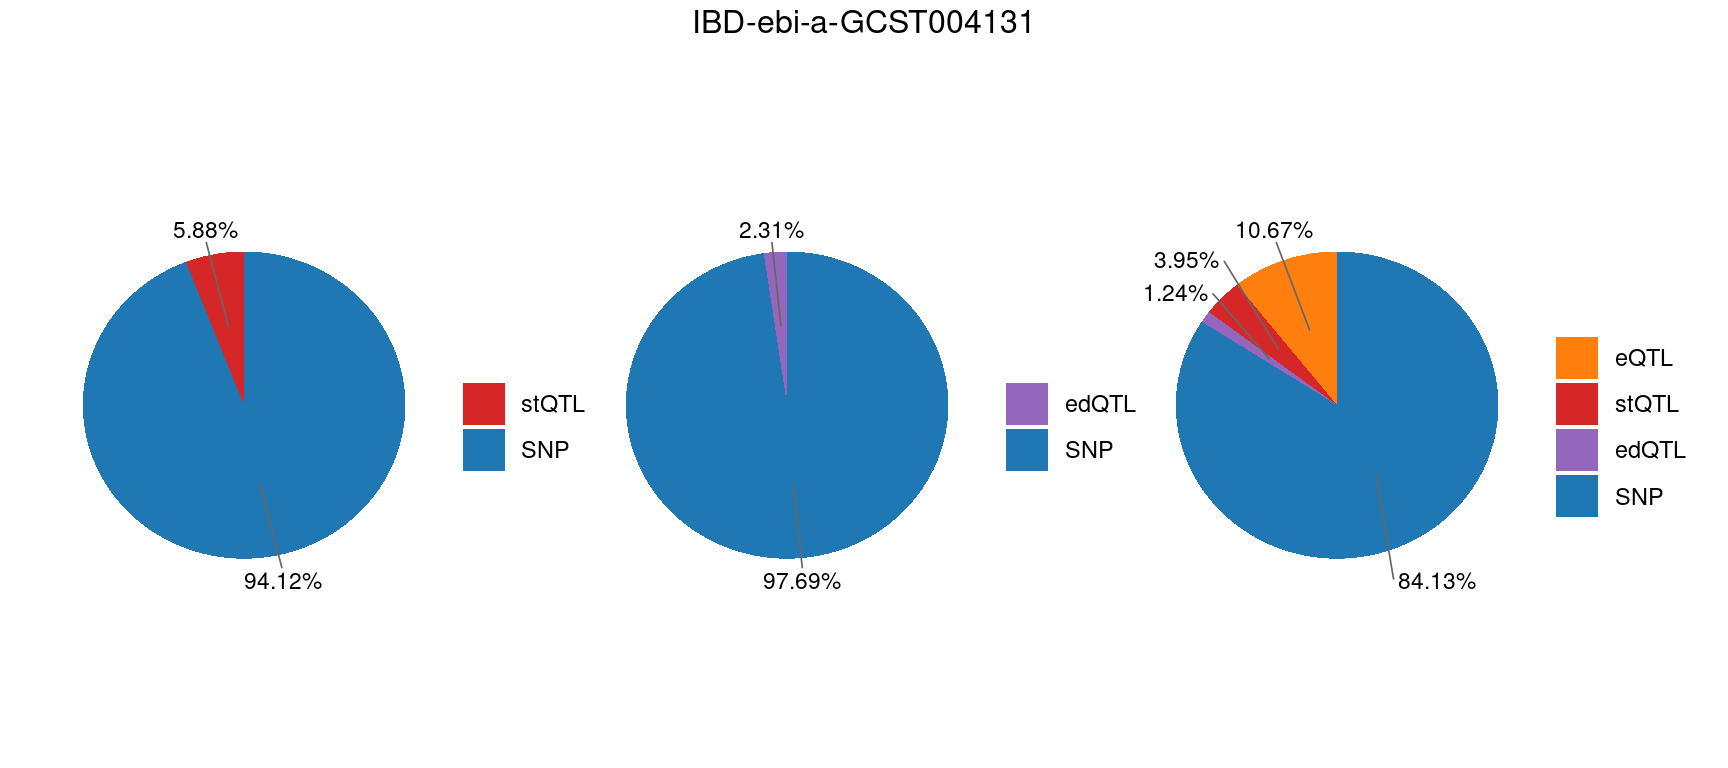 IBD-ebi-a-GCST004131
5.88%
94.12%
stQTL
SNP
2.31%
97.69%
edQTL
SNP
10.67%
3.95%
1.24%
84.13%
eQTL
stQTL
edQTL
SNP